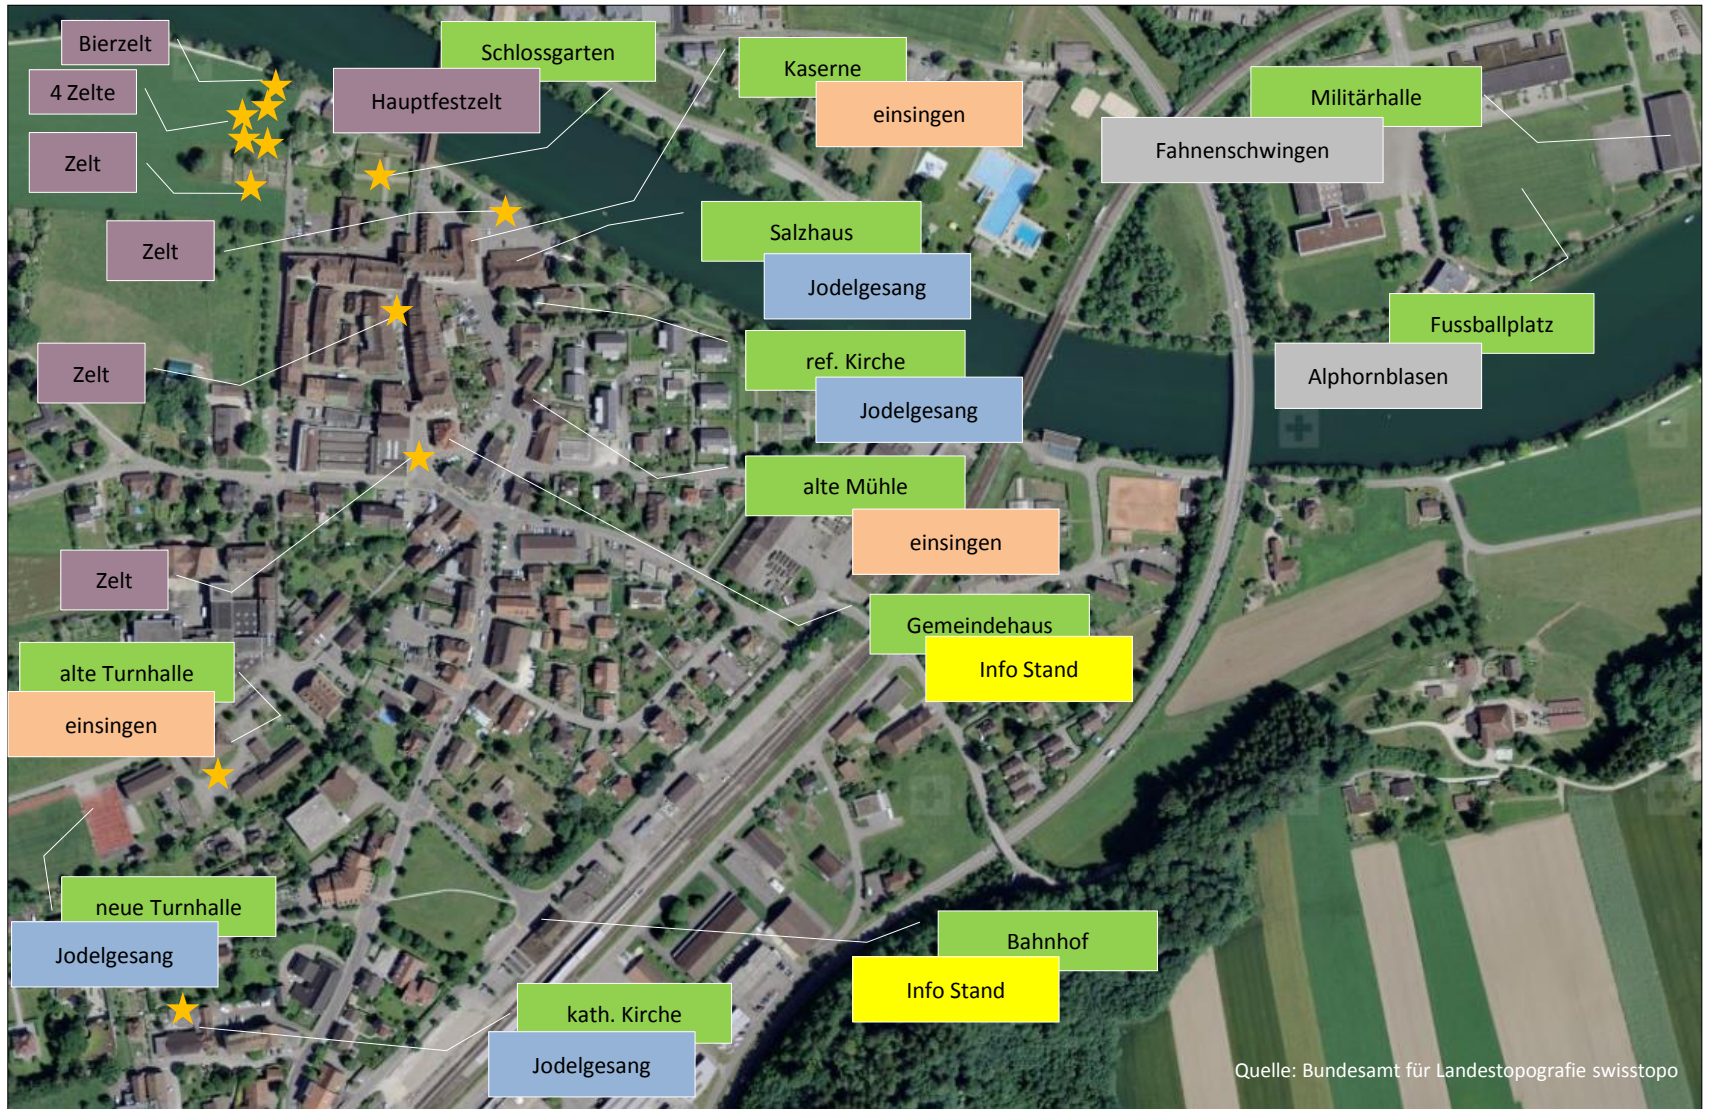 Bierzelt
4 Zelte
Zelt
Schlossgarten
Hauptfestzelt
Kaserne
einsingen
Militärhalle
Fahnenschwingen
Zelt
Salzhaus
Jodelgesang
Fussballplatz
Alphornblasen
Zelt
ref. Kirche
Jodelgesang
alte Mühle
einsingen
Zelt
Gemeindehaus
Info Stand
alte Turnhalle
einsingen
neue Turnhalle
Jodelgesang
Bahnhof
Info Stand
kath. Kirche
Jodelgesang
Quelle: Bundesamt für Landestopografie swisstopo